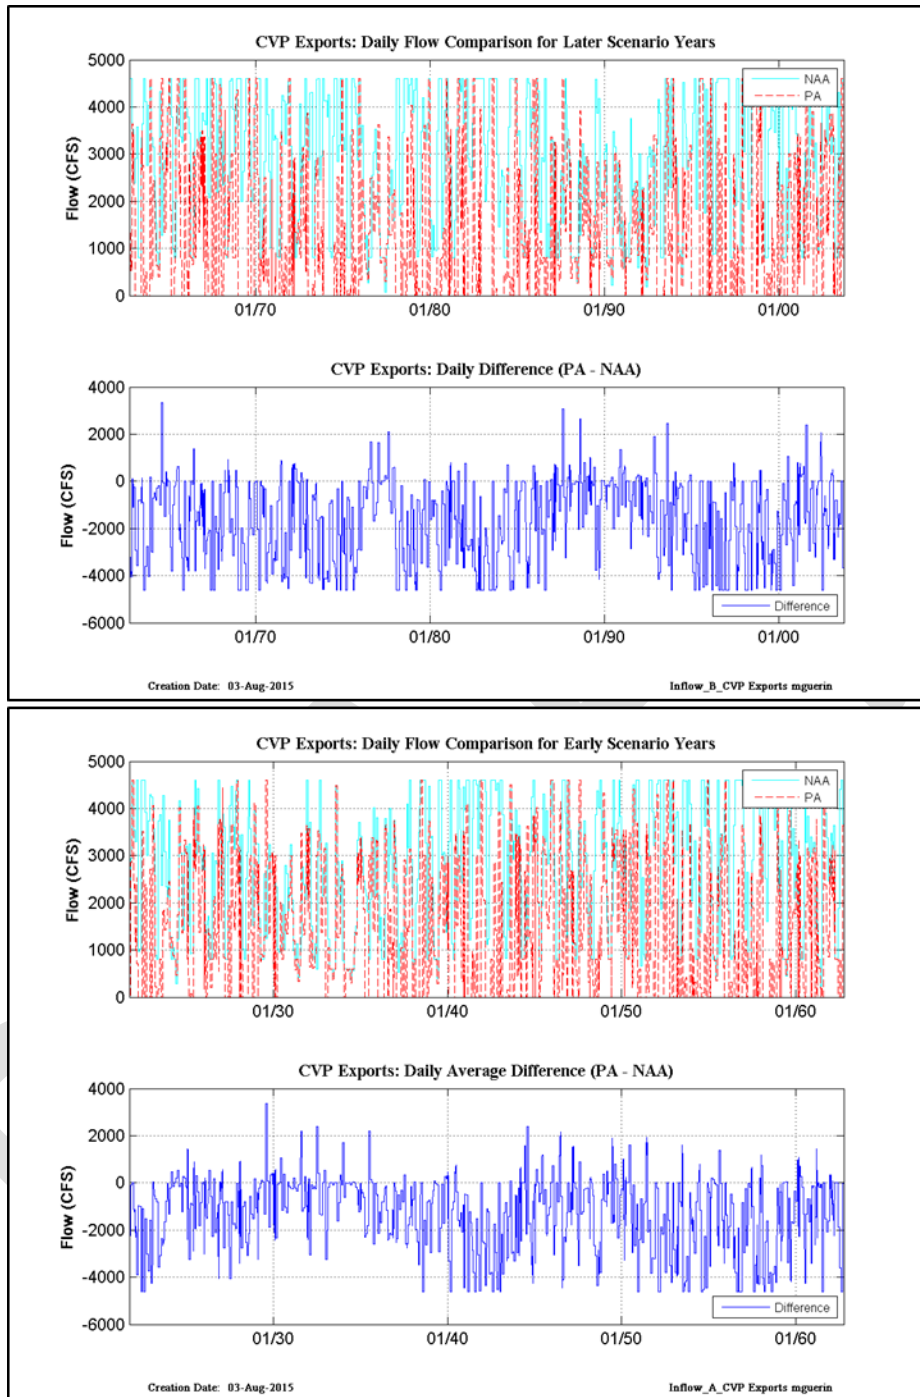 CVP Exports: Daily Flow Comparison for Later Scenario Years
5000
4000
3000
2000
1000
0
Flow (CFS)
NAA
PA
01/70 01/80 01/90 01/00
CVP Exports: Daily Difference (PA - NAA)
4000
2000
0
-2000
-4000
-6000
Flow (CFS)
Difference
01/70 01/80 01/90 01/00
Creation Date: 03-Aug-2015 Inflow_B_CVP Exports mguerin
CVP Exports: Daily Flow Comparison for Early Scenario Years
5000
4000
3000
2000
1000
0
Flow (CFS)
NAA
PA
01/30 01/40 01/50 01/60
CVP Exports: Daily Average Difference (PA - NAA)
4000
2000
0
-2000
-4000
-6000
Flow (CFS)
Difference
01/30 01/40 01/50 01/60
Creation Date: 03-Aug-2015 Inflow_A_CVP Exports mguerin